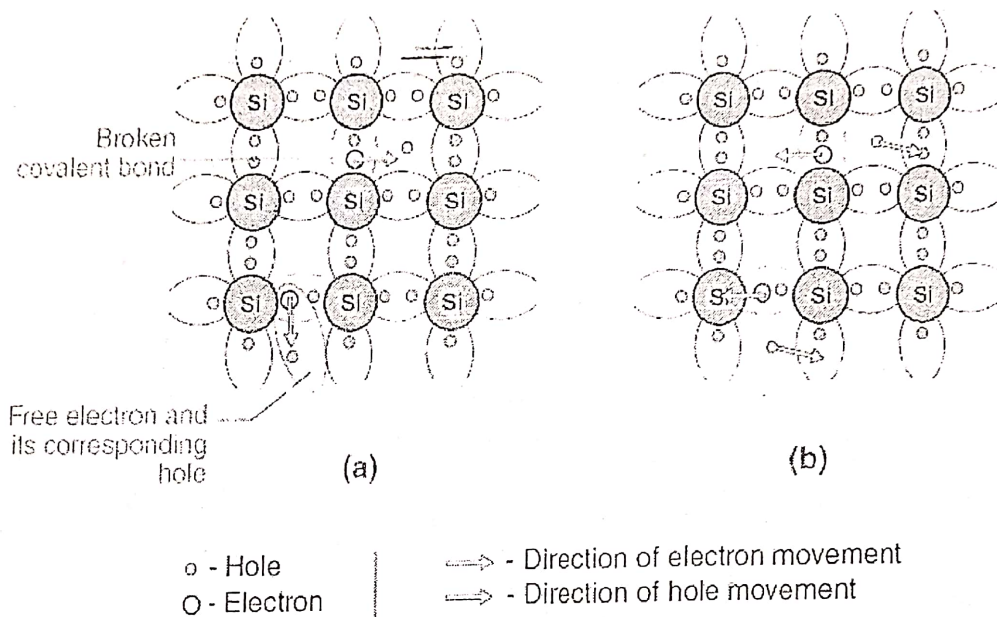 Si Si Si
Broken
covalent bond
Si Si Si
Si Si Si
Free electron and
its corresponding
hole
(a)
Si Si Si
Si Si Si
Si Si Si
(b)
o - Hole
O - Electron
⇒ - Direction of electron movement
⇒ - Direction of hole movement